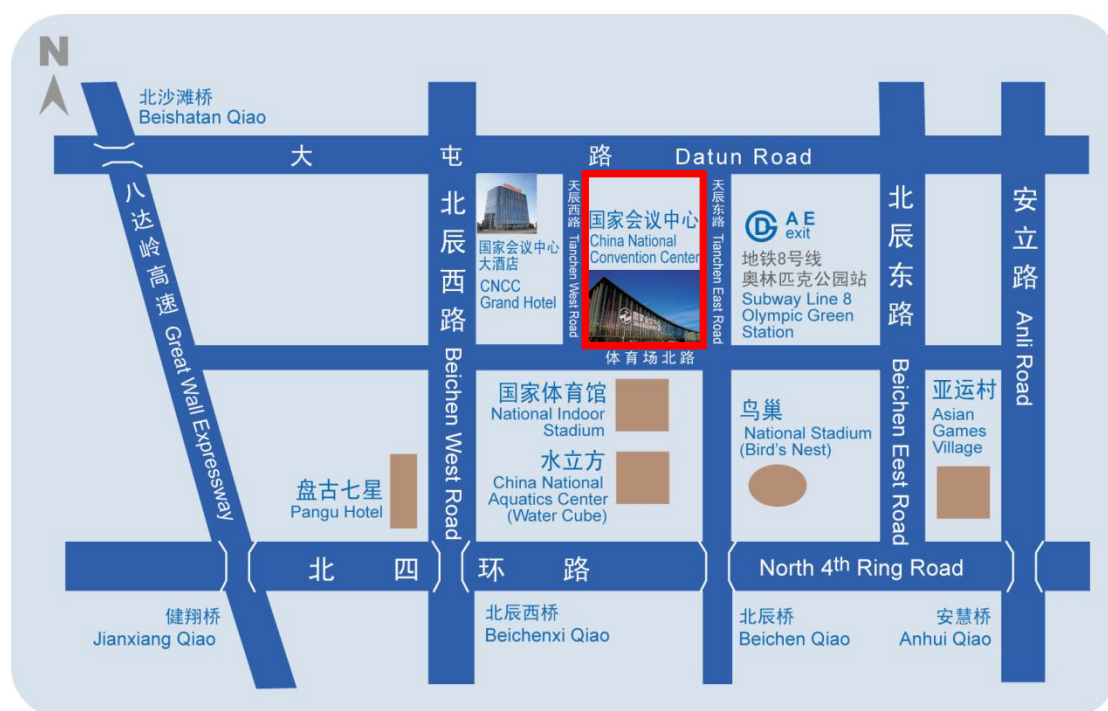 N
北沙滩桥
Beishatan Qiao
大屯路 Datun Road
八达岭高速 Great Wall Expressway
北辰西路 Beichen West Road
国家会议中心
大酒店
CNCC
Grand Hotel
天辰西路 Tianchen West Road
国家会议中心
China National
Convention Center
国家会议中心
天辰东路 Tianchen East Road
A E
exit
地铁8号线
奥林匹克公园站
Subway Line 8
Olympic Green
Station
北辰东路 Beichen Eest Road
安立路 Anli Road
体育场北路
国家体育馆
National Indoor
Stadium
水立方
China National
Aquatics Center
(Water Cube)
鸟巢
National Stadium
(Bird's Nest)
亚运村
Asian
Games
Village
盘古七星
Pangu Hotel
北四环路 North 4th Ring Road
健翔桥
Jianxiang Qiao
北辰西桥
Beichenxi Qiao
北辰桥
Beichen Qiao
安慧桥
Anhui Qiao